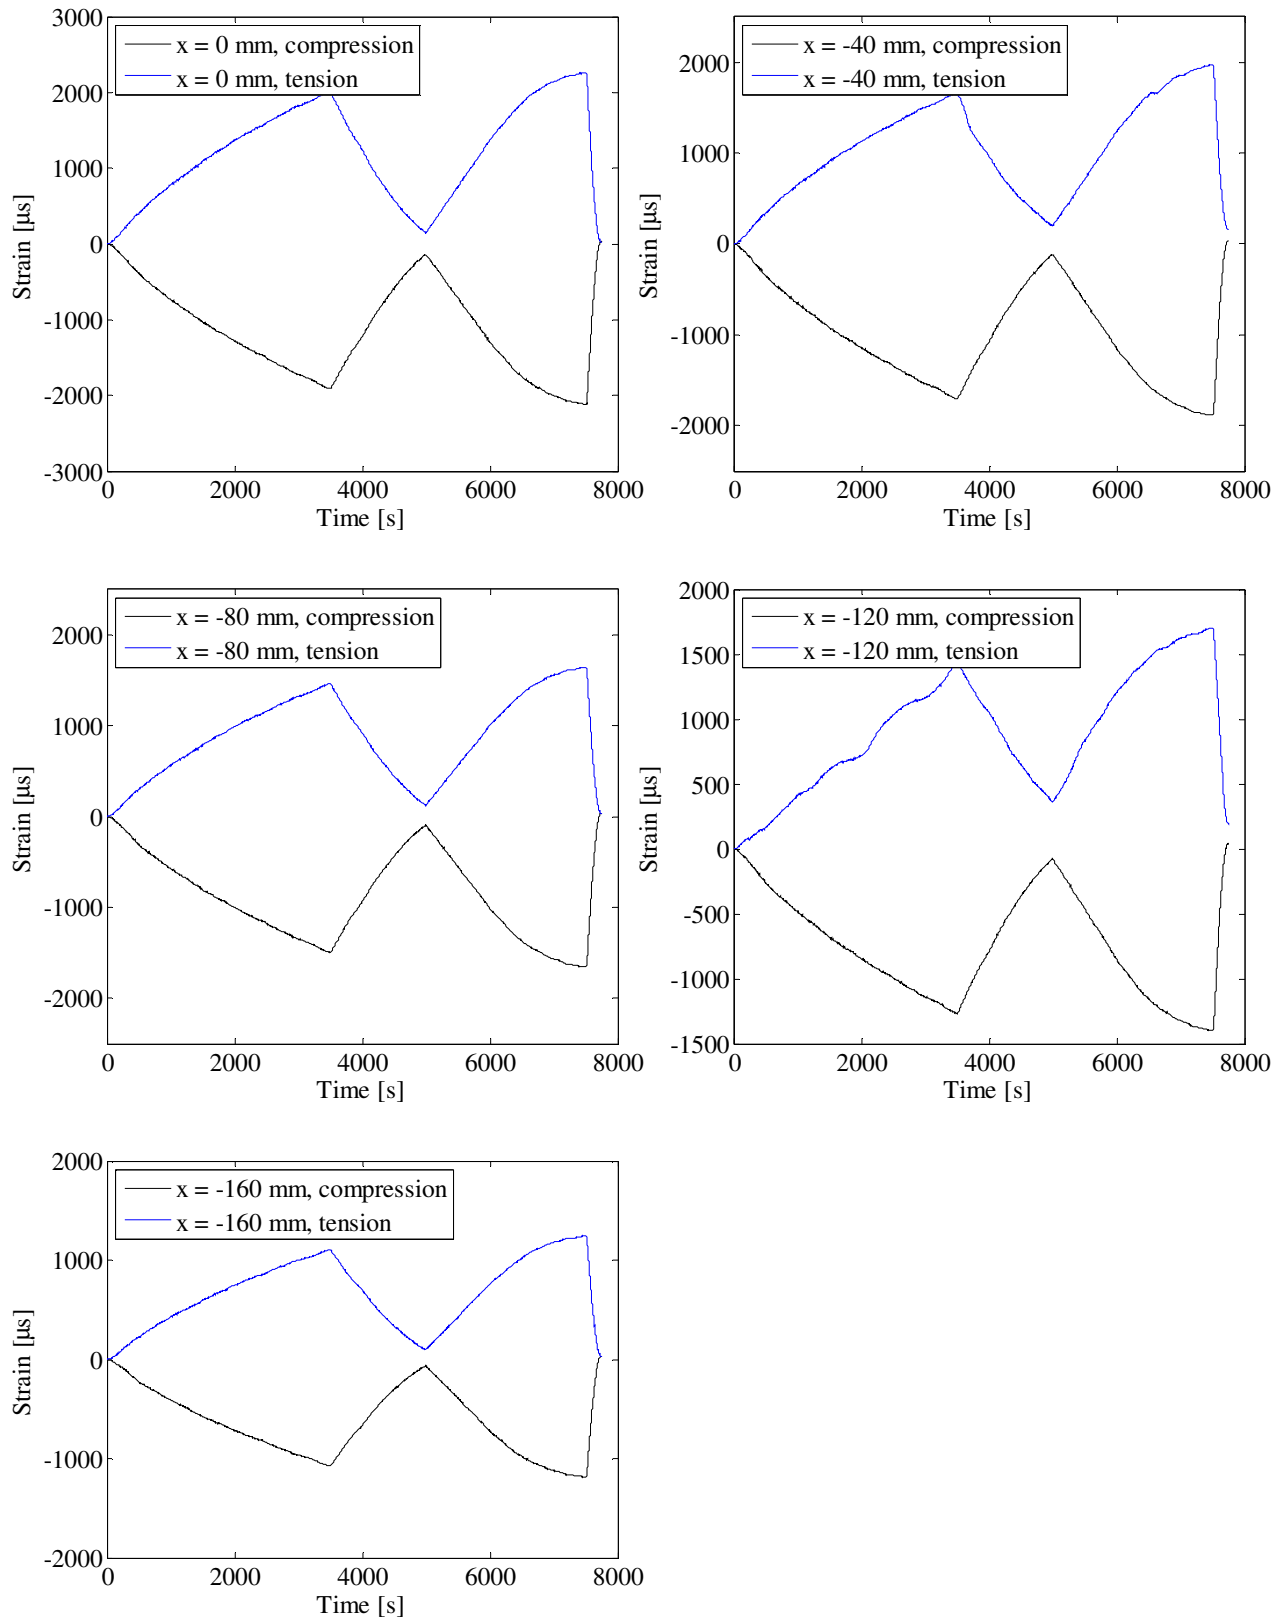 3000
2000
1000
0
-1000
-2000
-3000
Strain [µs]
x = 0 mm, compression
x = 0 mm, tension
0 2000 4000 6000 8000
Time [s]
2000
1000
0
-1000
-2000
Strain [µs]
x = -40 mm, compression
x = -40 mm, tension
0 2000 4000 6000 8000
Time [s]
2000
1000
0
-1000
-2000
Strain [µs]
x = -80 mm, compression
x = -80 mm, tension
0 2000 4000 6000 8000
Time [s]
2000
1500
1000
500
0
-500
-1000
-1500
Strain [µs]
x = -120 mm, compression
x = -120 mm, tension
0 2000 4000 6000 8000
Time [s]
2000
1000
0
-1000
-2000
Strain [µs]
x = -160 mm, compression
x = -160 mm, tension
0 2000 4000 6000 8000
Time [s]